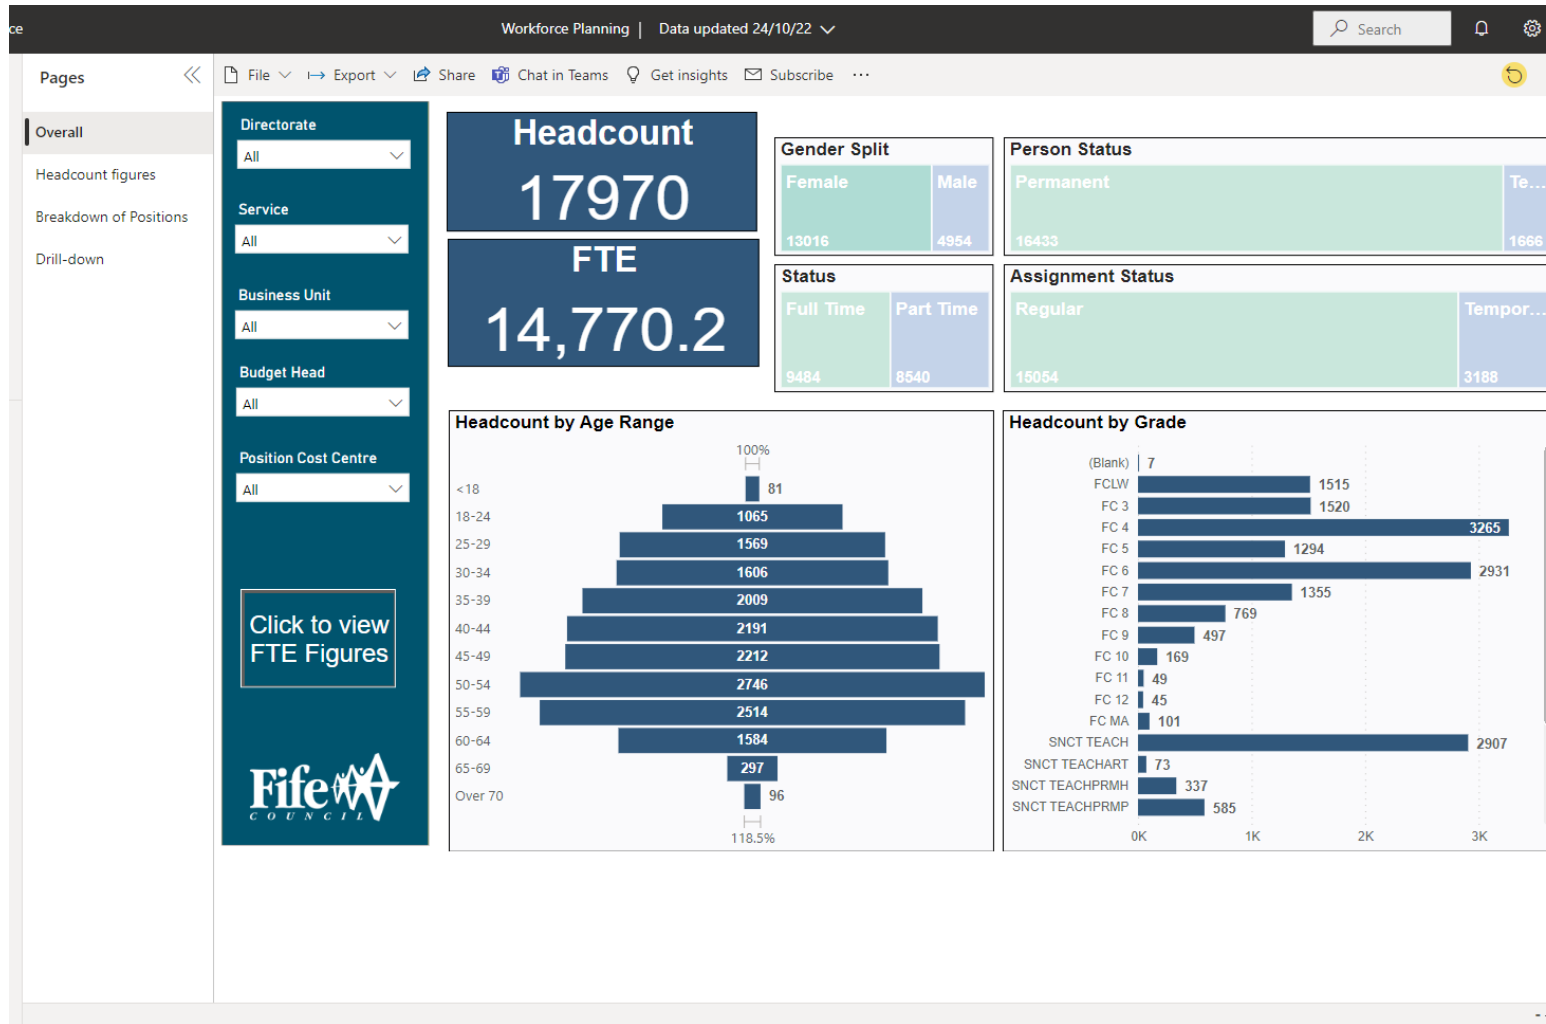 ce
Workforce Planning | Data updated 24/10/22
Search
Pages
File
Export
Share
Chat in Teams
Get insights
Subscribe
Overall
Headcount figures
Breakdown of Positions
Drill-down
Directorate
All
Service
All
Business Unit
All
Budget Head
All
Position Cost Centre
All
Click to view
FTE Figures
Fife
COUNCIL
Headcount
17970
FTE
14,770.2
Gender Split
Female Male
13016 4954
Person Status
Permanent Te...
16433 1666
Status
Full Time Part Time
9484 8540
Assignment Status
Regular Tempor...
15054 3188
Headcount by Age Range
100%
<18 81
18-24 1065
25-29 1569
30-34 1606
35-39 2009
40-44 2191
45-49 2212
50-54 2746
55-59 2514
60-64 1584
65-69 297
Over 70 96
118.5%
Headcount by Grade
(Blank) 7
FCLW 1515
FC 3 1520
FC 4 3265
FC 5 1294
FC 6 2931
FC 7 1355
FC 8 769
FC 9 497
FC 10 169
FC 11 49
FC 12 45
FC MA 101
SNCT TEACH 2907
SNCT TEACHART 73
SNCT TEACHPRMH 337
SNCT TEACHPRMP 585
0K 1K 2K 3K